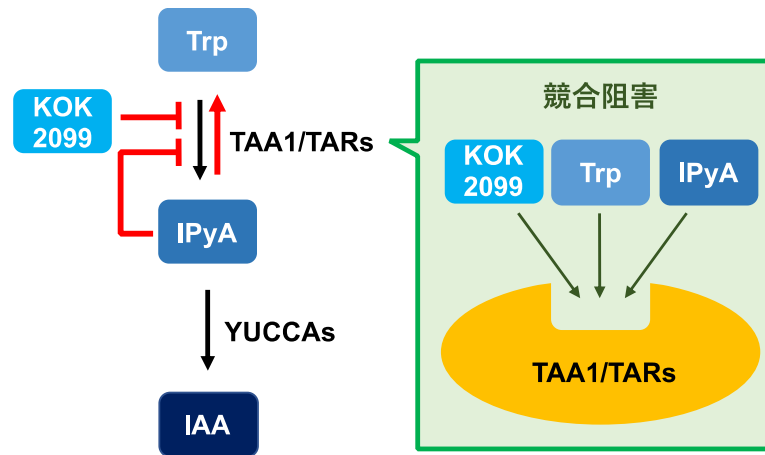 Trp
KOK
2099
TAA1/TARs
IPyA
YUCCAs
IAA
競合阻害
KOK
2099
Trp
IPyA
TAA1/TARs